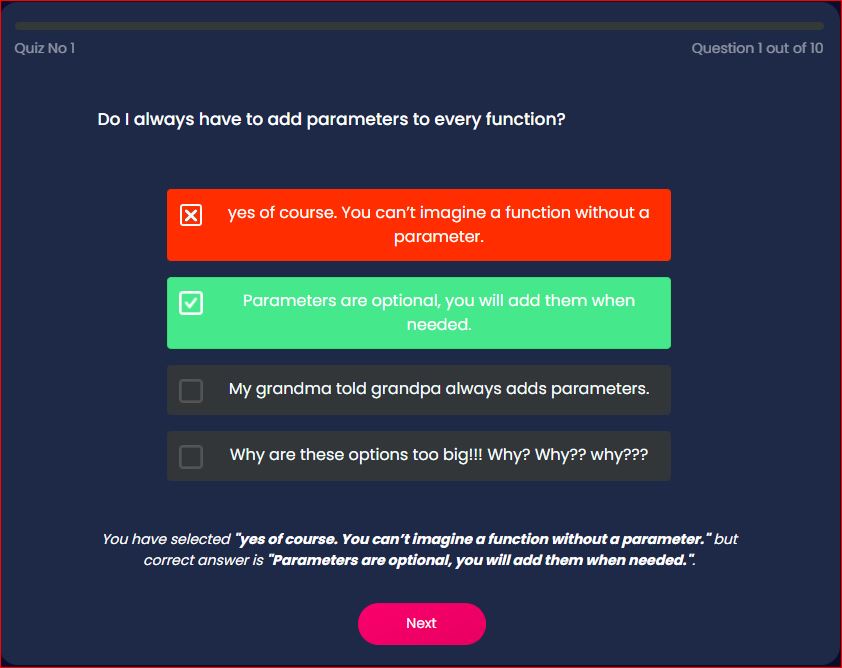 Quiz No 1
Question 1 out of 10
Do I always have to add parameters to every function?
yes of course. You can’t imagine a function without a
parameter.
Parameters are optional, you will add them when
needed.
My grandma told grandpa always adds parameters.
Why are these options too big!!! Why? Why?? why???
You have selected "yes of course. You can’t imagine a function without a parameter." but
correct answer is "Parameters are optional, you will add them when needed.".
Next